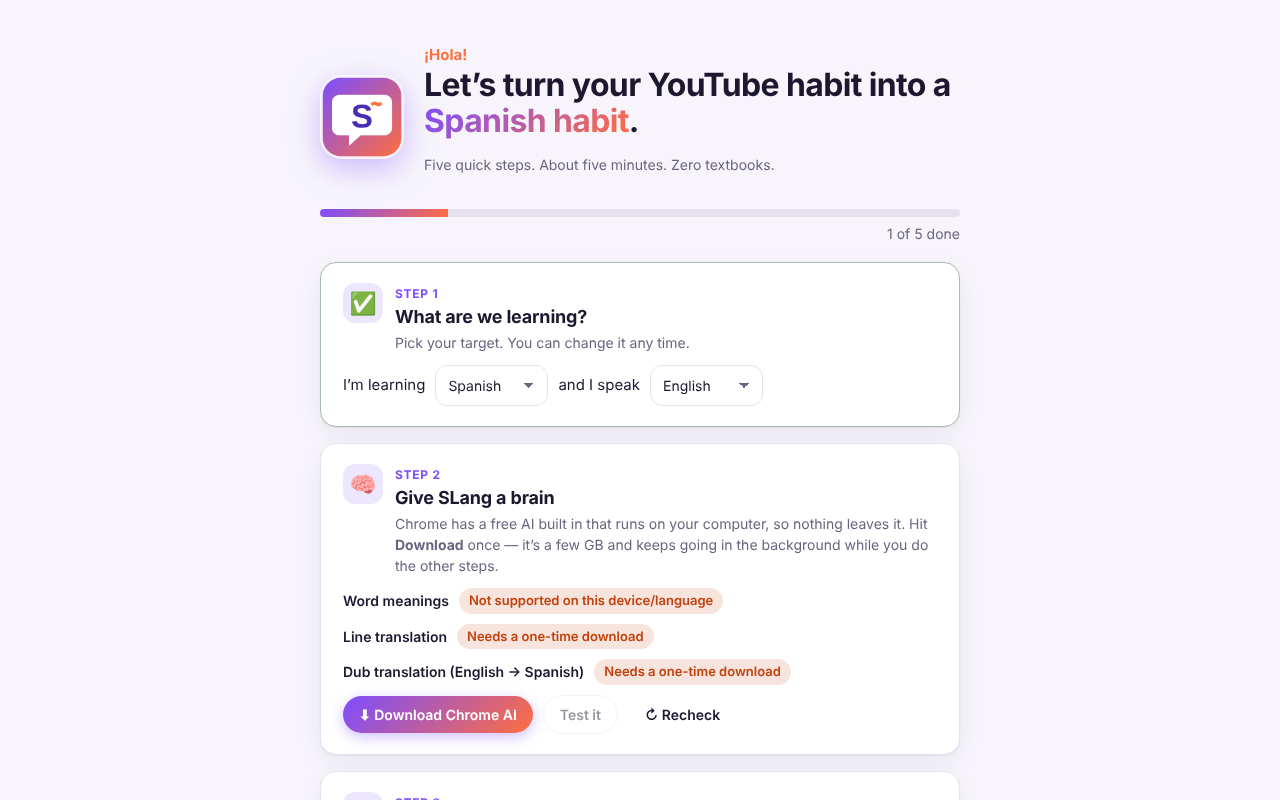 ¡Hola!
Let’s turn your YouTube habit into a
Spanish habit.
S
Five quick steps. About five minutes. Zero textbooks.
1 of 5 done
STEP 1
What are we learning?
Pick your target. You can change it any time.
I’m learning Spanish and I speak English
STEP 2
Give SLang a brain
Chrome has a free AI built in that runs on your computer, so nothing leaves it. Hit
Download once — it’s a few GB and keeps going in the background while you do
the other steps.
Word meanings Not supported on this device/language
Line translation Needs a one-time download
Dub translation (English → Spanish) Needs a one-time download
⬇ Download Chrome AI Test it ↻ Recheck